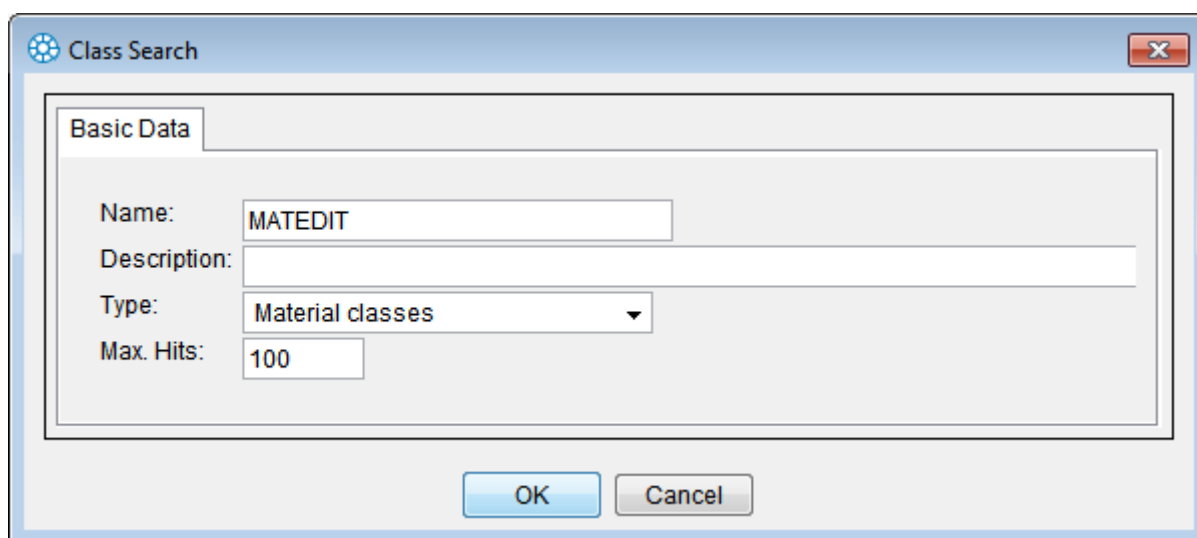 Class Search
Basic Data
Name: MATEDIT
Description:
Type: Material classes
Max. Hits: 100
OK Cancel